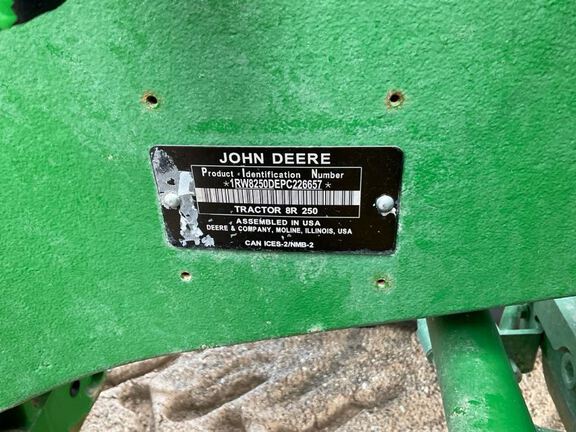 JOHN DEERE
Product Identification Number
*1RW8250DEPC226657*
TRACTOR 8R 250
ASSEMBLED IN USA
DEERE & COMPANY, MOLINE, ILLINOIS, USA
CAN ICES-2/NMB-2